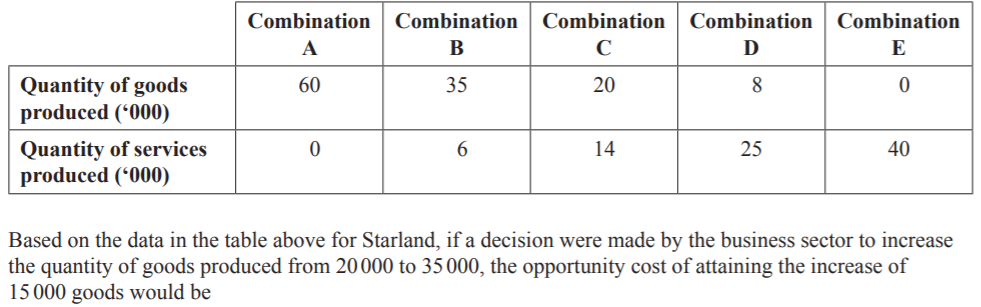 Combination A Combination B Combination C Combination D Combination E
Quantity of goods produced (‘000) 60 35 20 8 0
Quantity of services produced (‘000) 0 6 14 25 40
Based on the data in the table above for Starland, if a decision were made by the business sector to increase
the quantity of goods produced from 20 000 to 35 000, the opportunity cost of attaining the increase of
15 000 goods would be